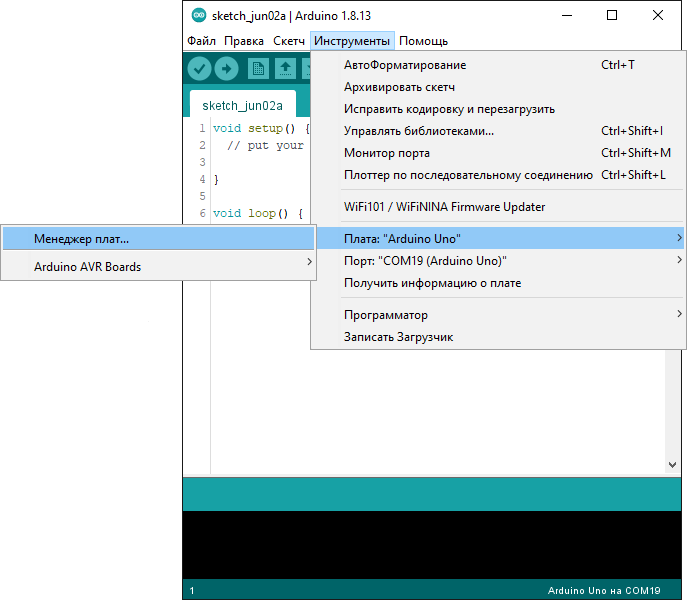 sketch_jun02a | Arduino 1.8.13
Файл Правка Скетч Инструменты Помощь
АвтоФорматирование Ctrl+T
Архивировать скетч
Исправить кодировку и перезагрузить
Управлять библиотеками... Ctrl+Shift+I
Монитор порта Ctrl+Shift+M
Плоттер по последовательному соединению Ctrl+Shift+L
WiFi101 / WiFiNINA Firmware Updater
Плата: "Arduino Uno"
Порт: "COM19 (Arduino Uno)"
Получить информацию о плате
Программатор
Записать Загрузчик
Менеджер плат...
Arduino AVR Boards
sketch_jun02a
1 void setup() {
2 // put your
3
4 }
5
6 void loop() {
1 Arduino Uno на COM19